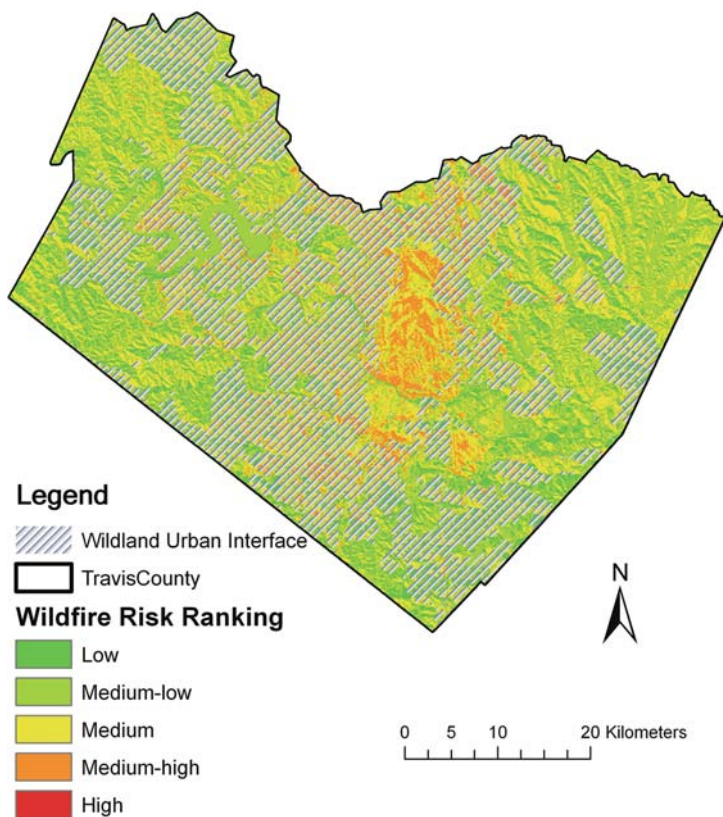 Legend
Wildland Urban Interface
TravisCounty
Wildfire Risk Ranking
Low
Medium-low
Medium
Medium-high
High
N
0 5 10 20 Kilometers